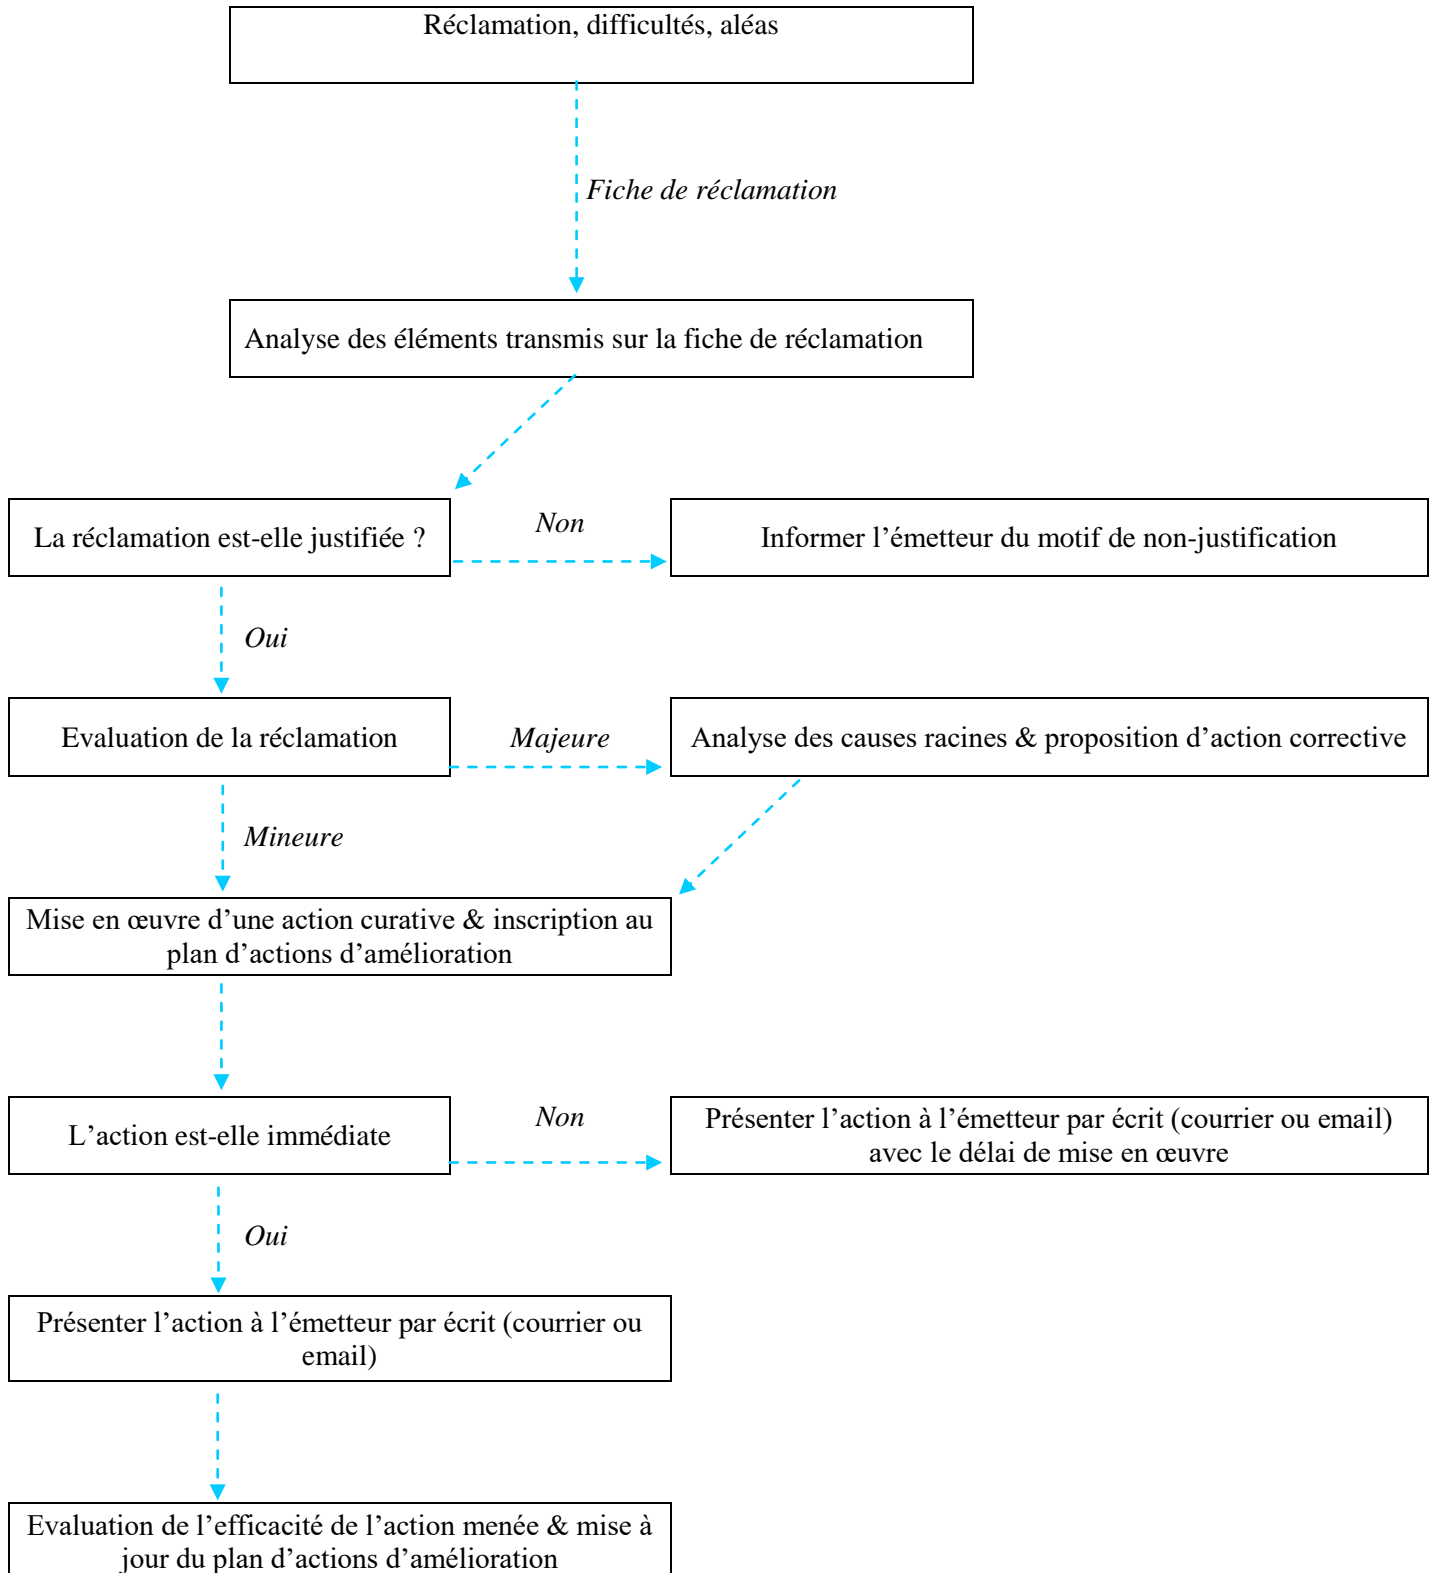 Réclamation, difficultés, aléas
Fiche de réclamation
Analyse des éléments transmis sur la fiche de réclamation
La réclamation est-elle justifiée ?
Non
Informer l’émetteur du motif de non-justification
Oui
Evaluation de la réclamation
Majeure
Analyse des causes racines & proposition d’action corrective
Mineure
Mise en œuvre d’une action curative & inscription au
plan d’actions d’amélioration
L’action est-elle immédiate
Non
Présenter l’action à l’émetteur par écrit (courrier ou email)
avec le délai de mise en œuvre
Oui
Présenter l’action à l’émetteur par écrit (courrier ou
email)
Evaluation de l’efficacité de l’action menée & mise à
jour du plan d’actions d’amélioration